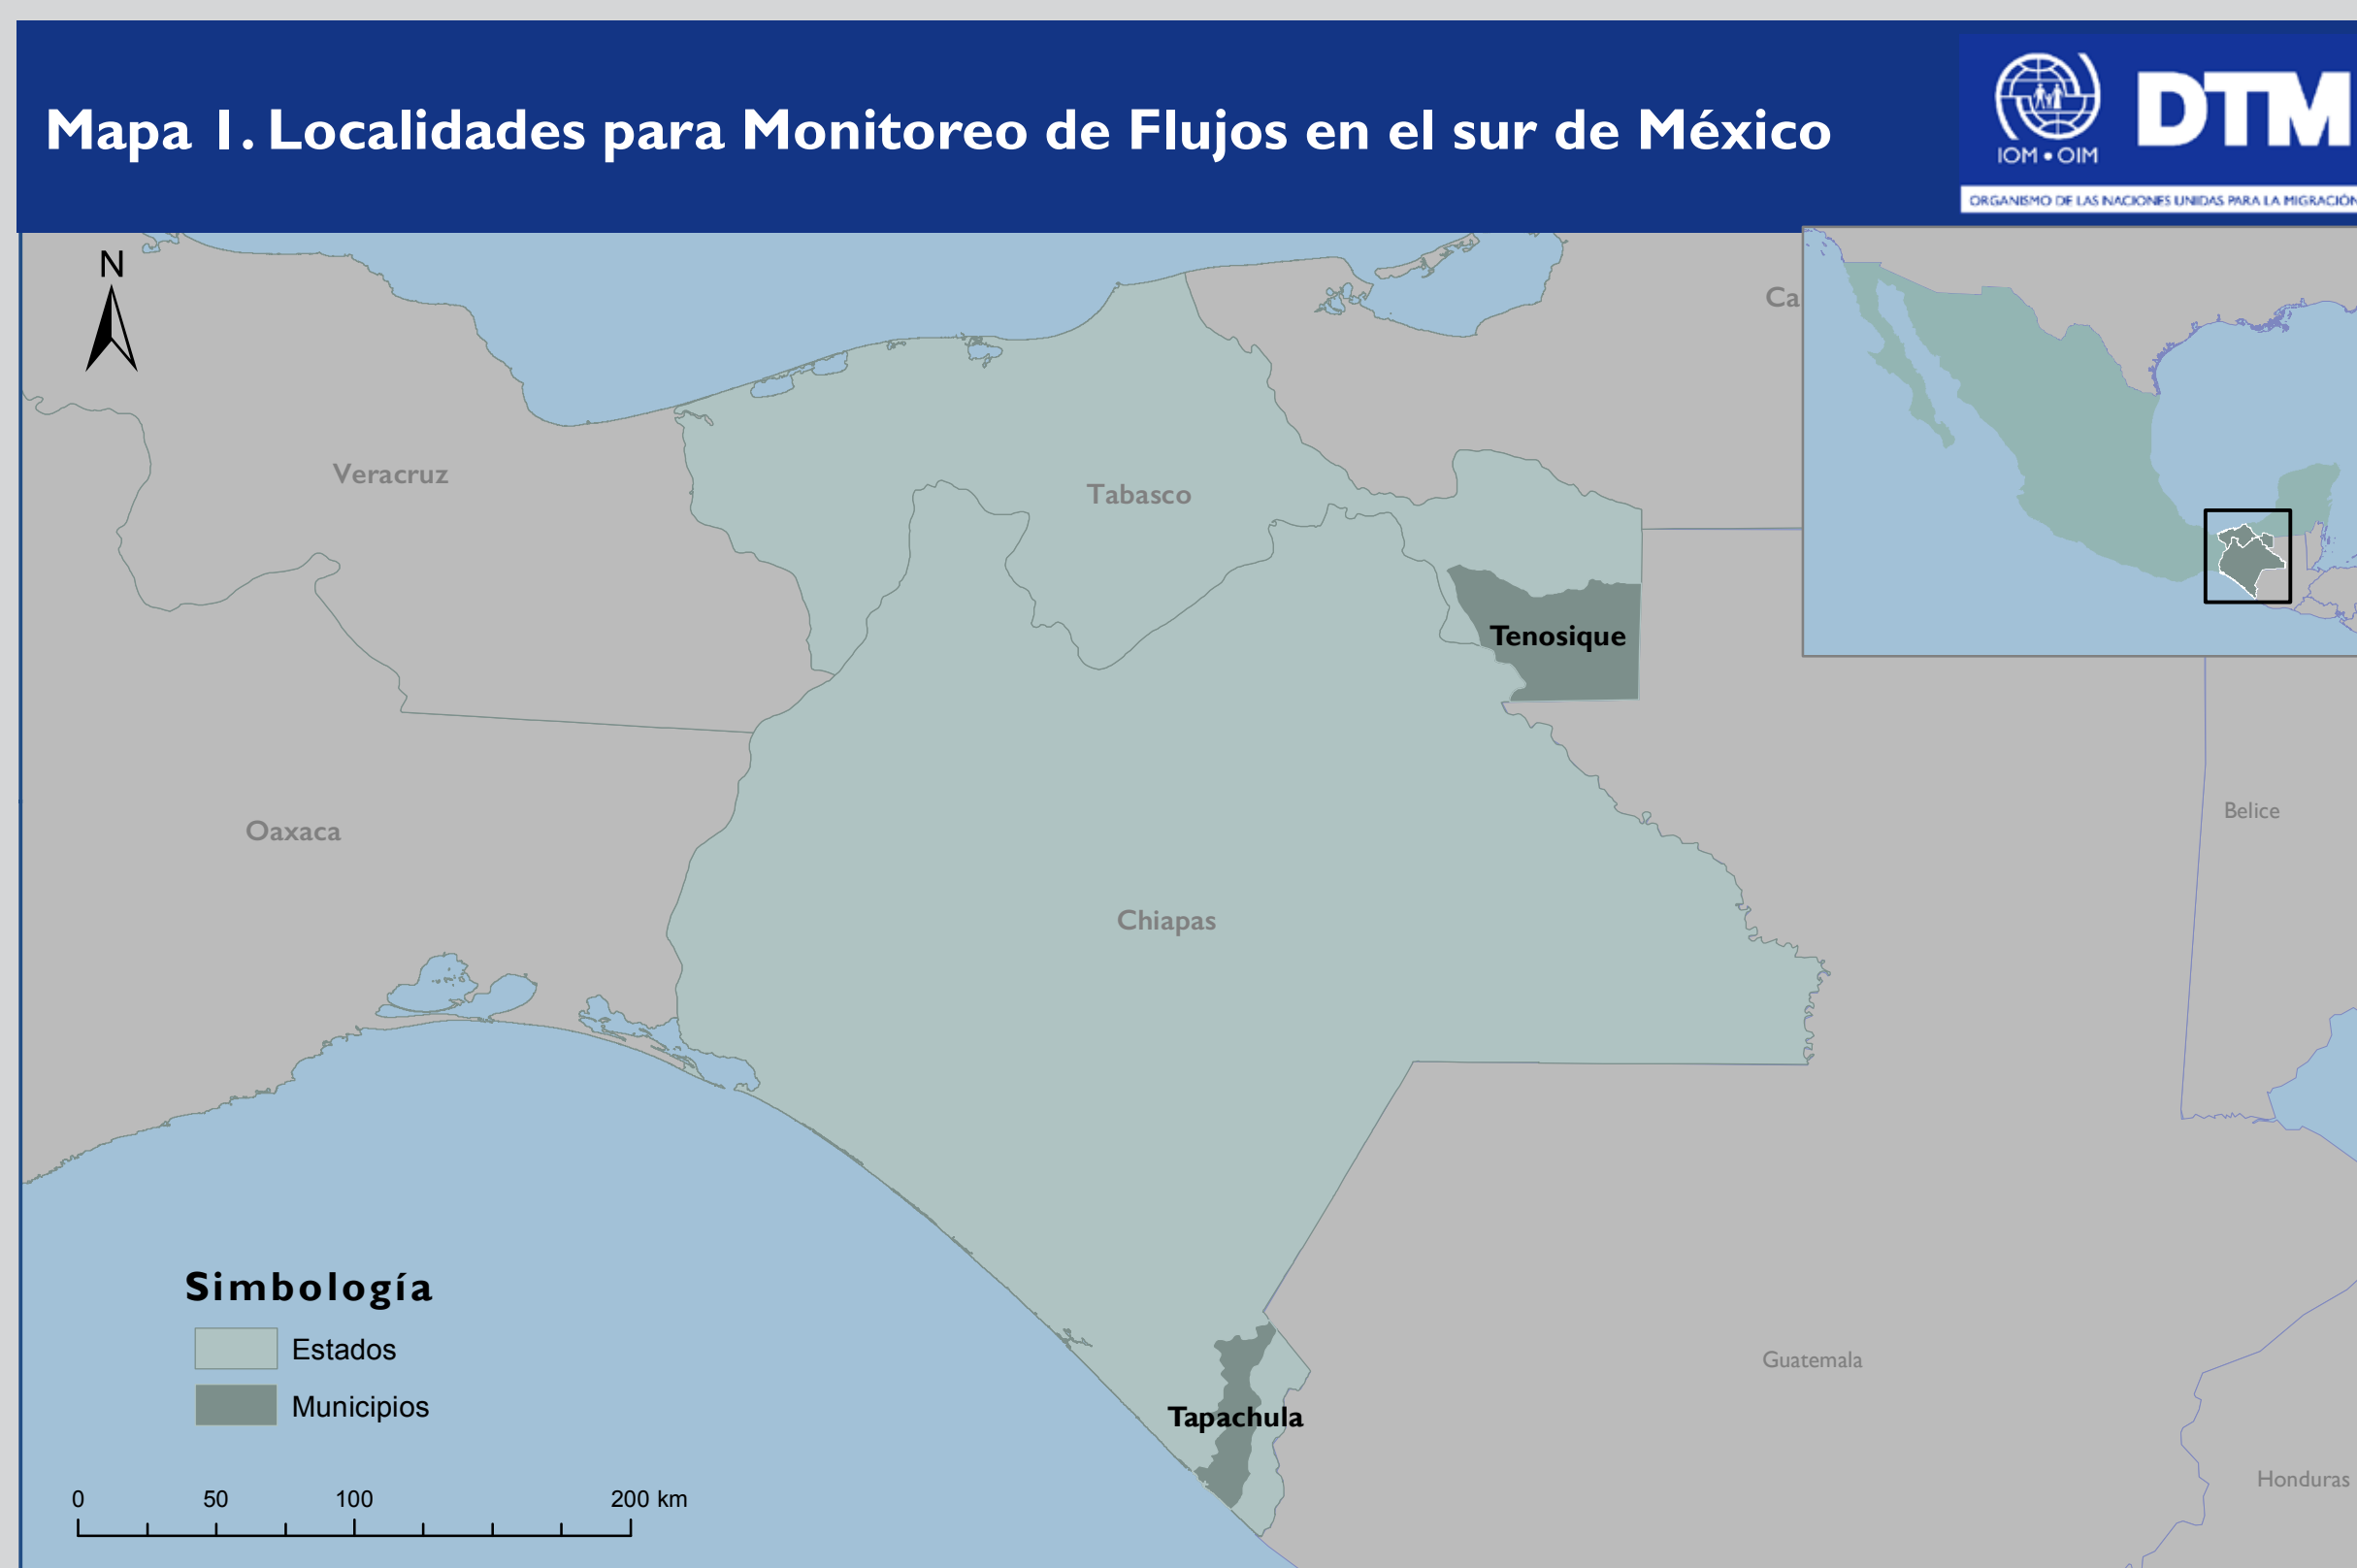 Mapa 1. Localidades para Monitoreo de Flujos en el sur de México
IOM • OIM
DTM
ORGANISMO DE LAS NACIONES UNIDAS PARA LA MIGRACIÓN
N
Ca
Veracruz
Tabasco
Tenosique
Belice
Oaxaca
Chiapas
Simbología
Estados
Municipios
Guatemala
Tapachula
Honduras
0 50 100 200 km